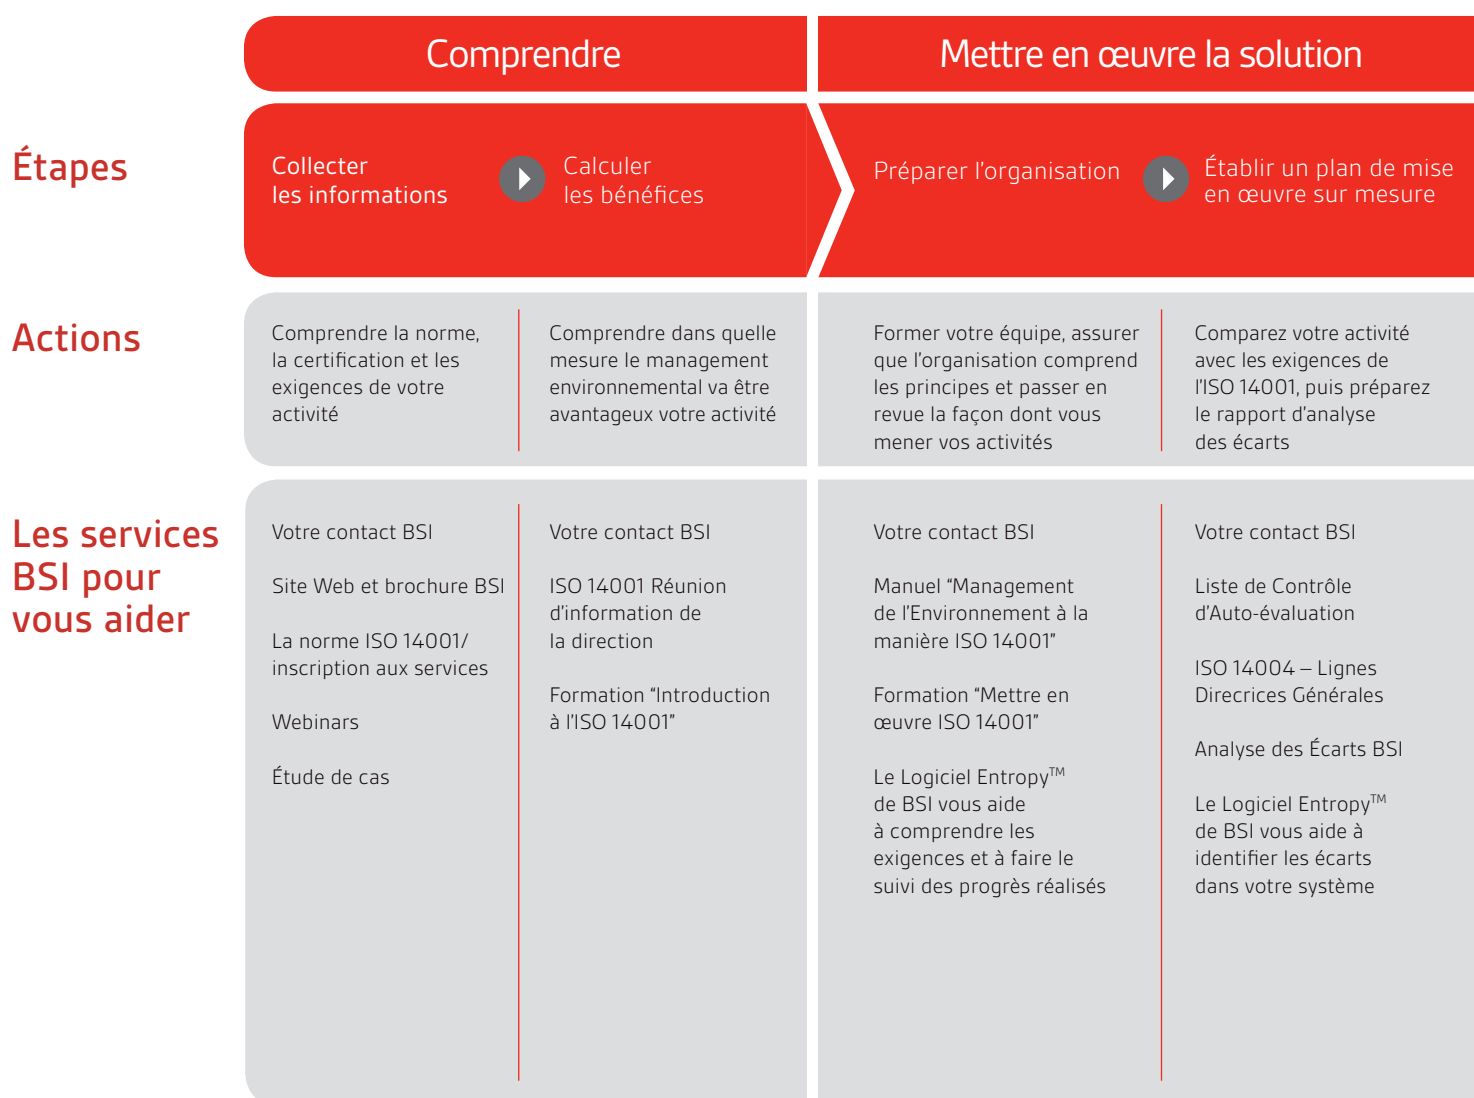 Comprendre
Mettre en œuvre la solution
Étapes
Collecter
les informations
Calculer
les bénéfices
Préparer l’organisation
Établir un plan de mise
en œuvre sur mesure
Actions
Comprendre la norme,
la certification et les
exigences de votre
activité
Comprendre dans quelle
mesure le management
environnemental va être
avantageux votre activité
Former votre équipe, assurer
que l’organisation comprend
les principes et passer en
revue la façon dont vous
mener vos activités
Comparez votre activité
avec les exigences de
l’ISO 14001, puis préparez
le rapport d’analyse
des écarts
Les services
BSI pour
vous aider
Votre contact BSI
Site Web et brochure BSI
La norme ISO 14001/
inscription aux services
Webinars
Étude de cas
Votre contact BSI
ISO 14001 Réunion
d’information de
la direction
Formation “Introduction
à l’ISO 14001”
Votre contact BSI
Manuel “Management
de l’Environnement à la
manière ISO 14001”
Formation “Mettre en
œuvre ISO 14001”
Le Logiciel Entropy™
de BSI vous aide
à comprendre les
exigences et à faire le
suivi des progrès réalisés
Votre contact BSI
Liste de Contrôle
d’Auto-évaluation
ISO 14004 – Lignes
Direcrices Générales
Analyse des Écarts BSI
Le Logiciel Entropy™
de BSI vous aide à
identifier les écarts
dans votre système